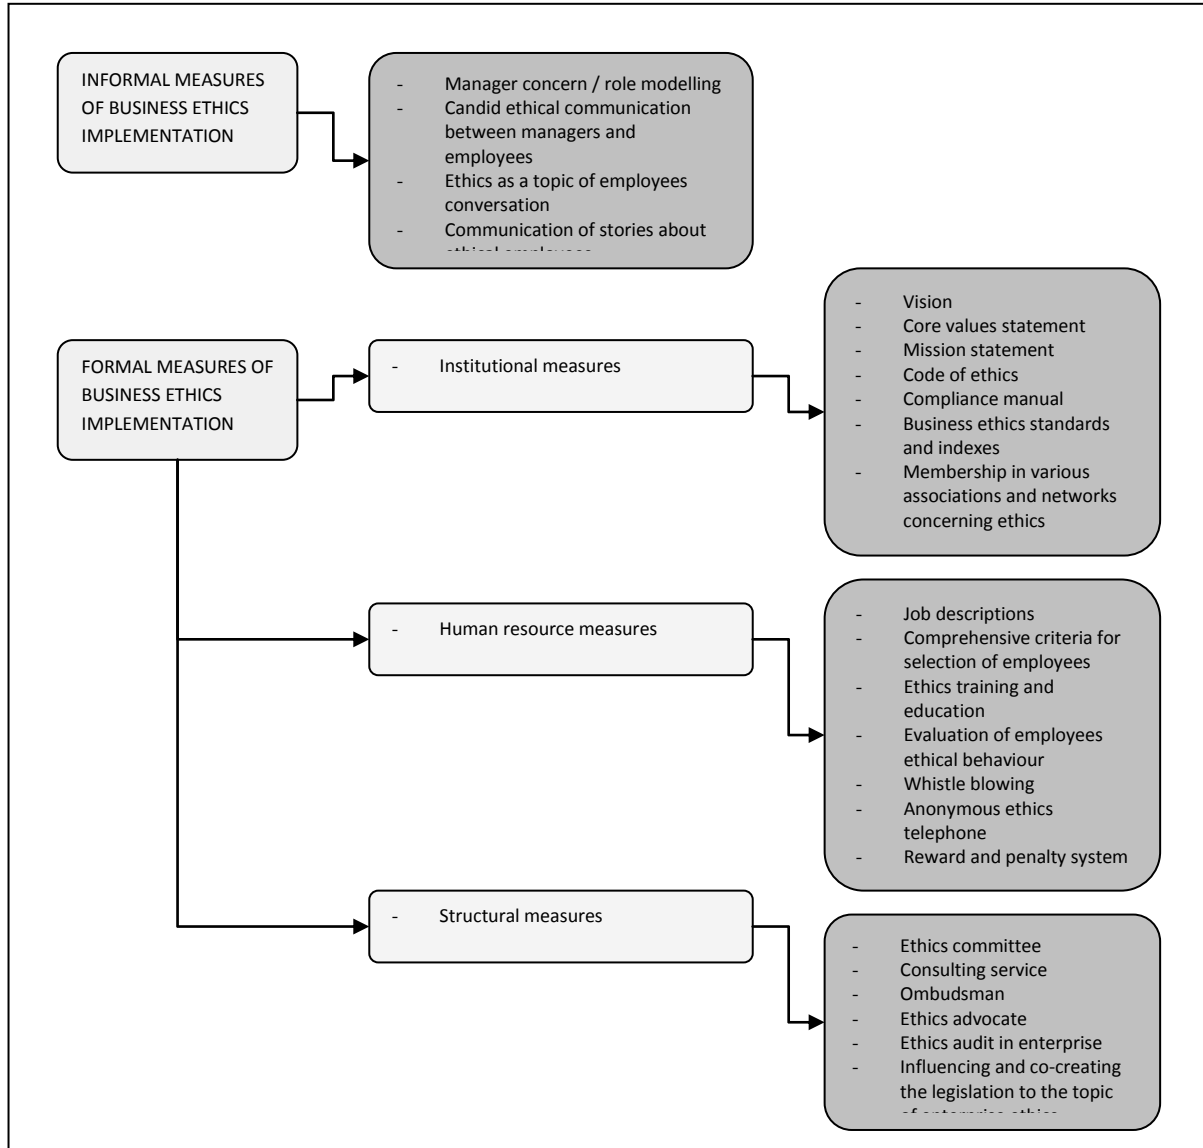 INFORMAL MEASURES
OF BUSINESS ETHICS
IMPLEMENTATION
- Manager concern / role modelling
- Candid ethical communication
between managers and
employees
- Ethics as a topic of employees
conversation
- Communication of stories about
ethical employees
FORMAL MEASURES OF
BUSINESS ETHICS
IMPLEMENTATION
- Institutional measures
- Vision
- Core values statement
- Mission statement
- Code of ethics
- Compliance manual
- Business ethics standards
and indexes
- Membership in various
associations and networks
concerning ethics
- Human resource measures
- Job descriptions
- Comprehensive criteria for
selection of employees
- Ethics training and
education
- Evaluation of employees
ethical behaviour
- Whistle blowing
- Anonymous ethics
telephone
- Reward and penalty system
- Structural measures
- Ethics committee
- Consulting service
- Ombudsman
- Ethics advocate
- Ethics audit in enterprise
- Influencing and co-creating
the legislation to the topic
of enterprise ethics